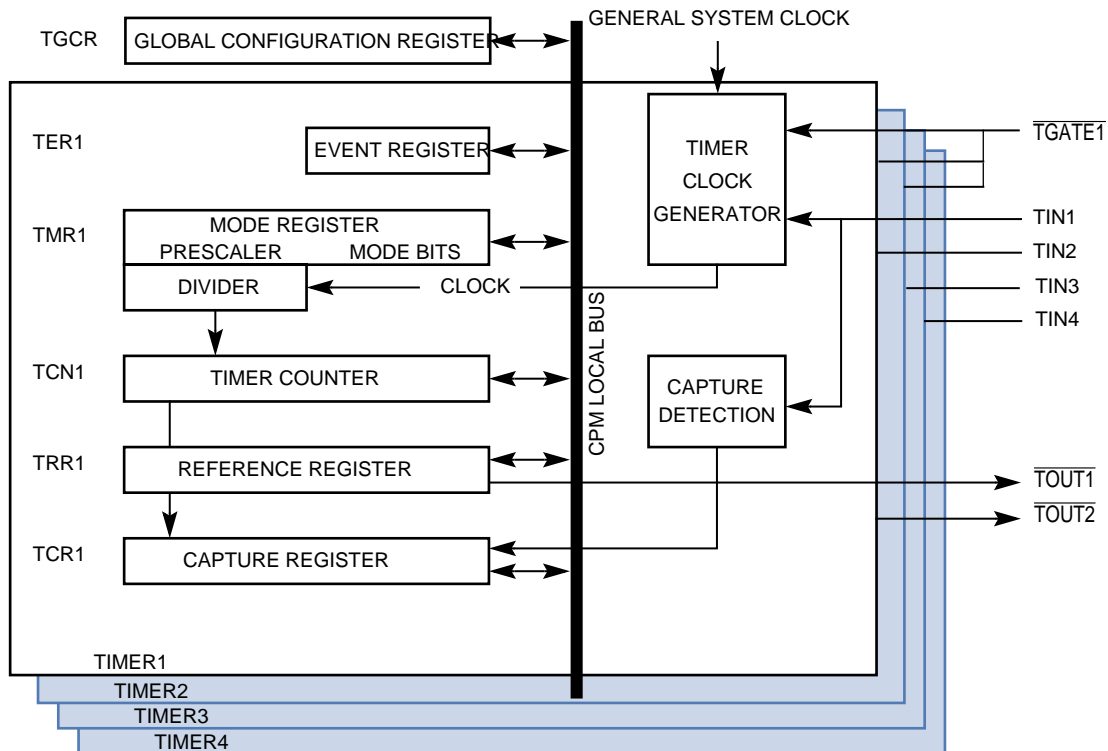 GENERAL SYSTEM CLOCK
TGCR
GLOBAL CONFIGURATION REGISTER
TER1
EVENT REGISTER
TIMER
CLOCK
GENERATOR
TGATE1
TMR1
MODE REGISTER
PRESCALER MODE BITS
DIVIDER
CLOCK
TIN1
TIN2
TIN3
TIN4
CPM LOCAL BUS
TCN1
TIMER COUNTER
CAPTURE
DETECTION
TRR1
REFERENCE REGISTER
TOUT1
TOUT2
TCR1
CAPTURE REGISTER
TIMER1
TIMER2
TIMER3
TIMER4